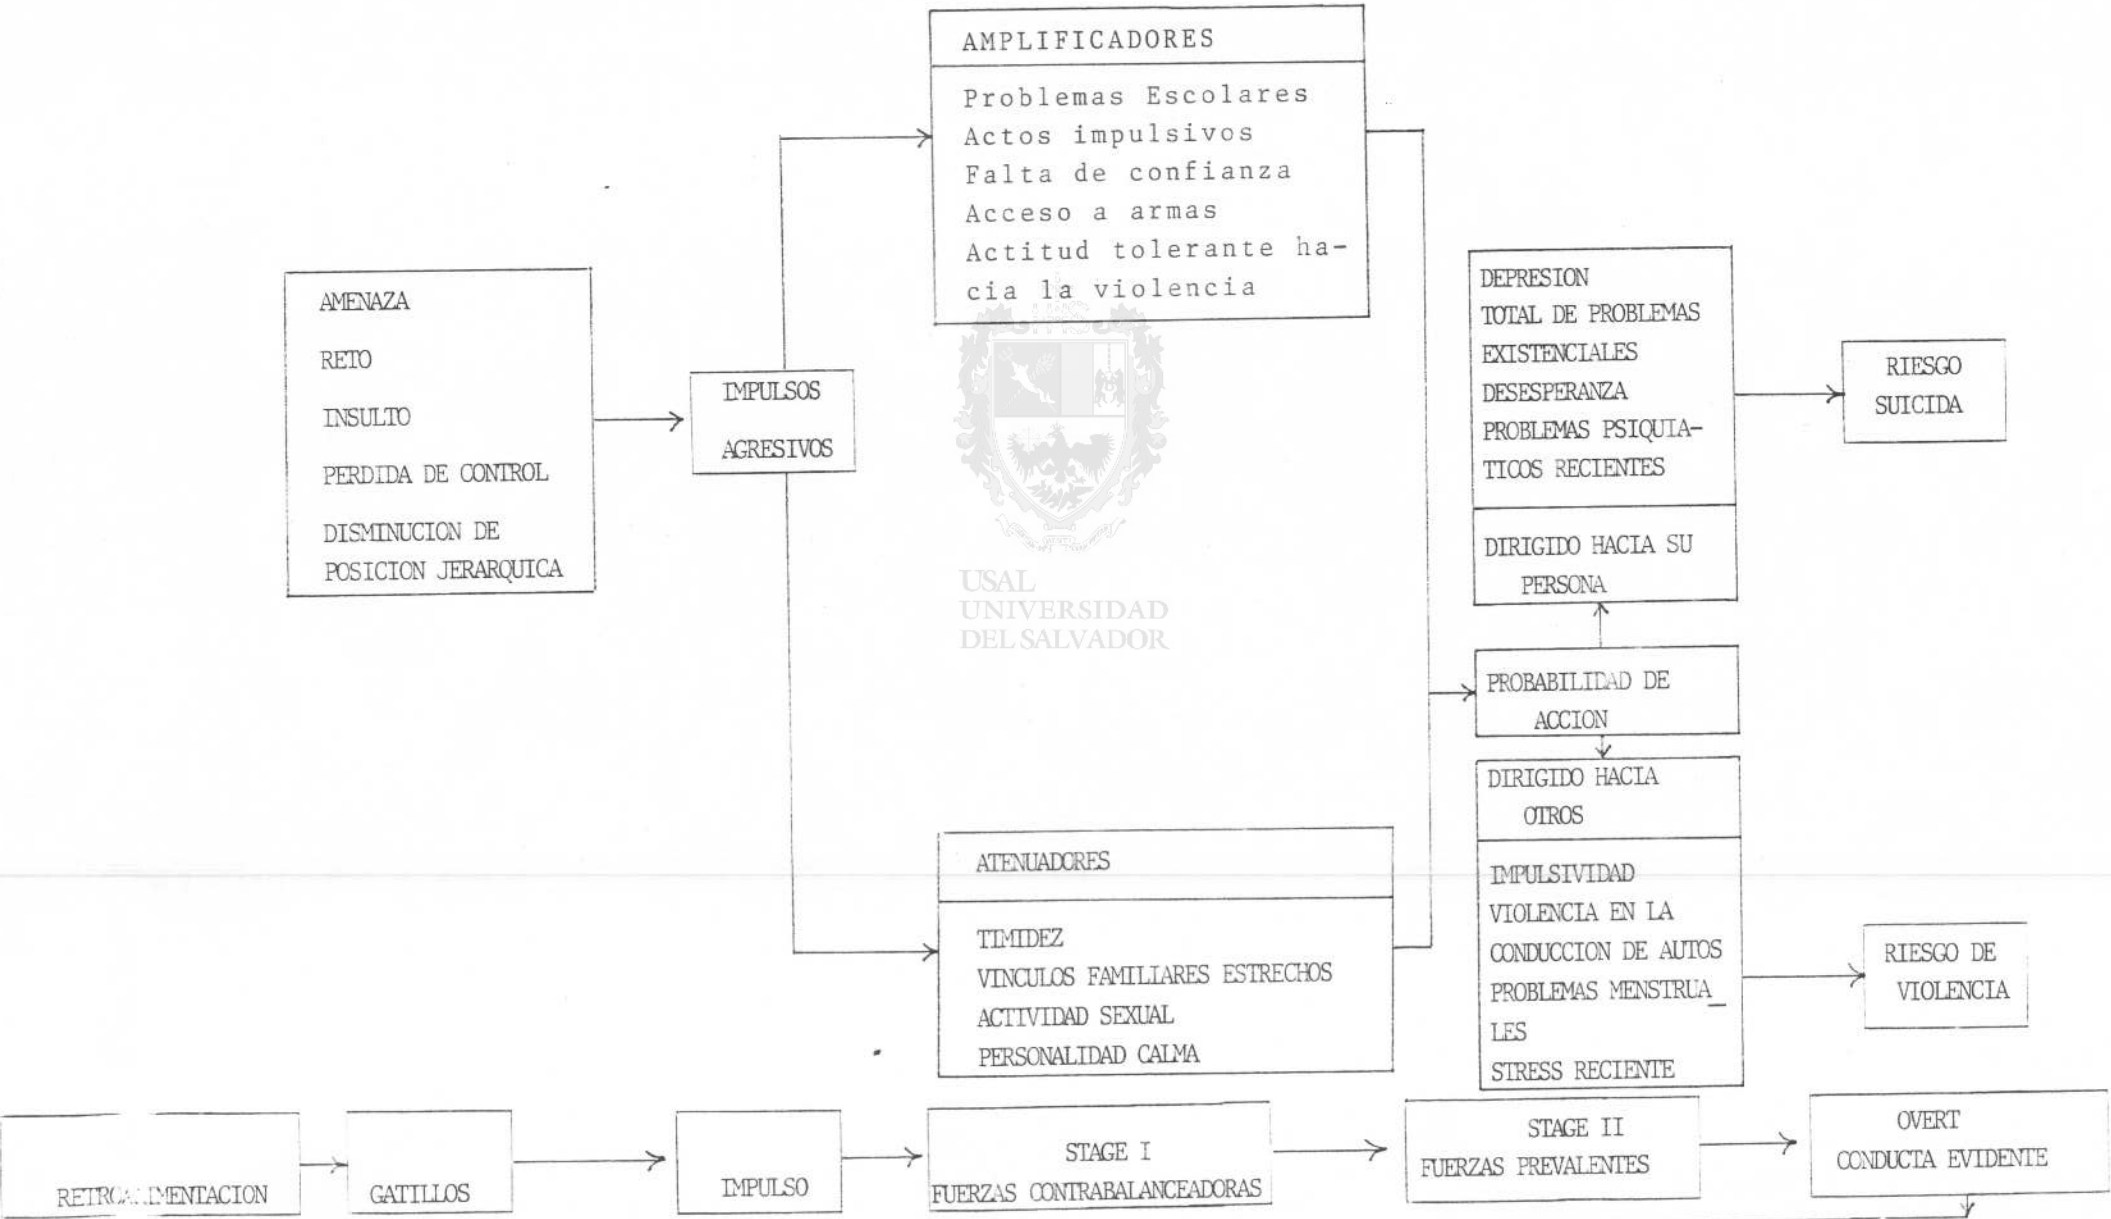 AMPLIFICADORES
Problemas Escolares
Actos impulsivos
Falta de confianza
Acceso a armas
Actitud tolerante ha-
cia la violencia
AMENAZA
RETO
INSULTO
PERDIDA DE CONTROL
DISMINUCION DE
POSICION JERARQUICA
IMPULSOS
AGRESIVOS
USAL
UNIVERSIDAD
DEL SALVADOR
DEPRESION
TOTAL DE PROBLEMAS
EXISTENCIALES
DESESPERANZA
PROBLEMAS PSIQUIA-
TICOS RECIENTES
DIRIGIDO HACIA SU
PERSONA
RIESGO
SUICIDA
PROBABILIDAD DE
ACCION
DIRIGIDO HACIA
OTROS
IMPULSIVIDAD
VIOLENCIA EN LA
CONDUCCION DE AUTOS
PROBLEMAS MENSTRUA_
LES
STRESS RECIENTE
RIESGO DE
VIOLENCIA
ATENUADORES
TIMIDEZ
VINCULOS FAMILIARES ESTRECHOS
ACTIVIDAD SEXUAL
PERSONALIDAD CALMA
RETROALIMENTACION
GATILLOS
IMPULSO
STAGE I
FUERZAS CONTRABALANCEADORAS
STAGE II
FUERZAS PREVALENTES
OVERT
CONDUCTA EVIDENTE